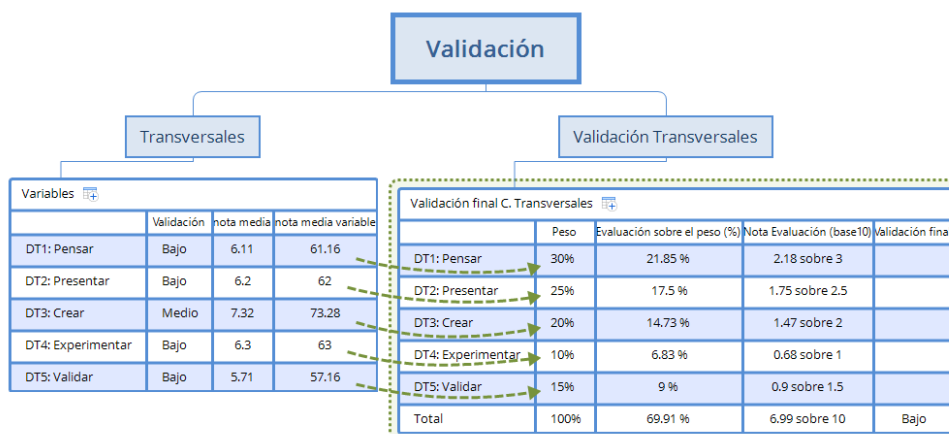 Validación
Transversales
Validación Transversales
Variables
Validación nota media nota media variable
DT1: Pensar Bajo 6.11 61.16
DT2: Presentar Bajo 6.2 62
DT3: Crear Medio 7.32 73.28
DT4: Experimentar Bajo 6.3 63
DT5: Validar Bajo 5.71 57.16
Validación final C. Transversales
Peso Evaluación sobre el peso (%) Nota Evaluación (base10) Validación final
DT1: Pensar 30% 21.85 % 2.18 sobre 3
DT2: Presentar 25% 17.5 % 1.75 sobre 2.5
DT3: Crear 20% 14.73 % 1.47 sobre 2
DT4: Experimentar 10% 6.83 % 0.68 sobre 1
DT5: Validar 15% 9 % 0.9 sobre 1.5
Total 100% 69.91 % 6.99 sobre 10 Bajo